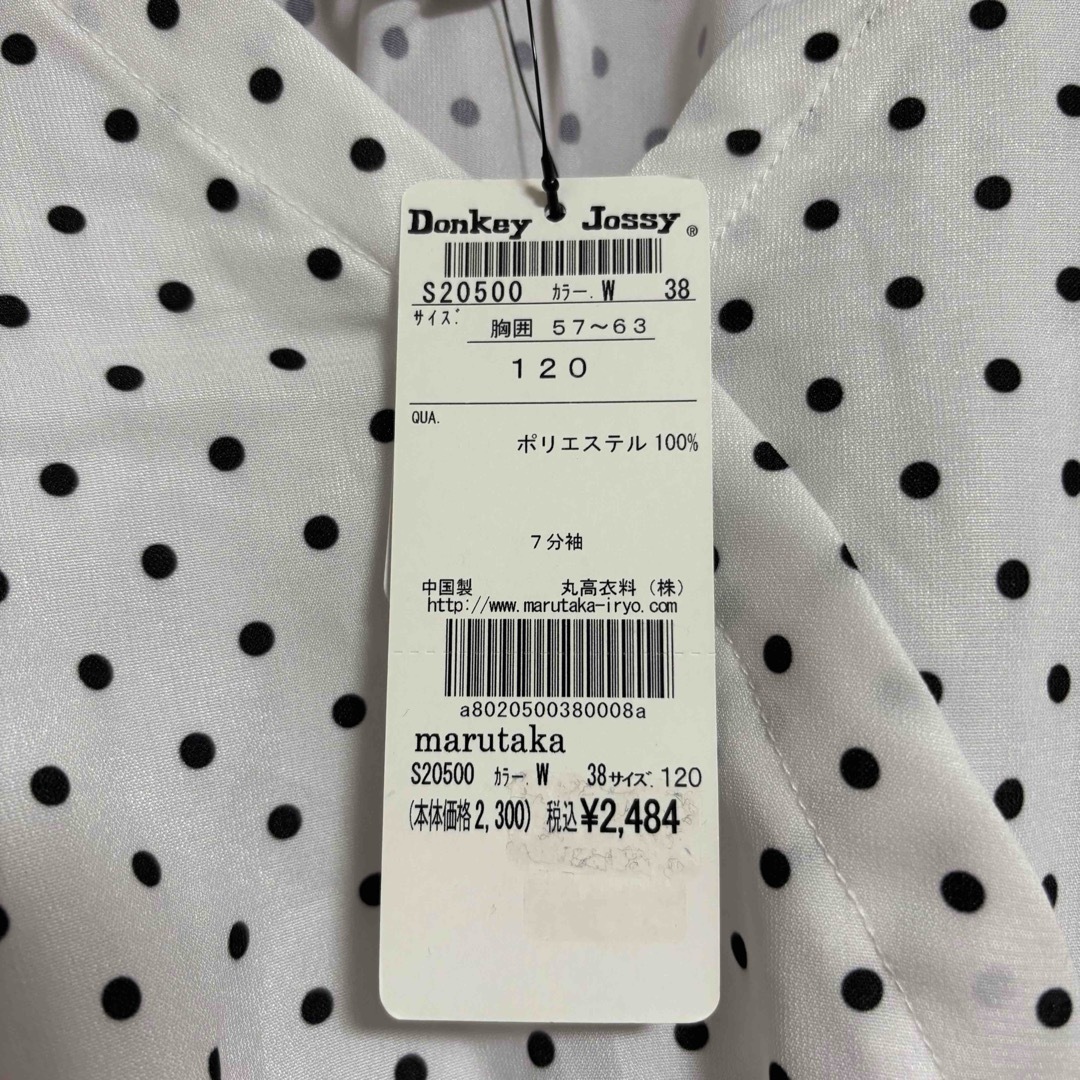 Donkey Jossy ®
S20500 ｶﾗｰ. W 38
サイズ.
胸囲 57～63
120
QUA.
ポリエステル 100%
7分袖
中国製 丸高衣料（株）
http://www.marutaka-iryo.com
a8020500380008a
marutaka
S20500 ｶﾗｰ. W 38 サイズ. 120
(本体価格2,300) 税込¥2,484